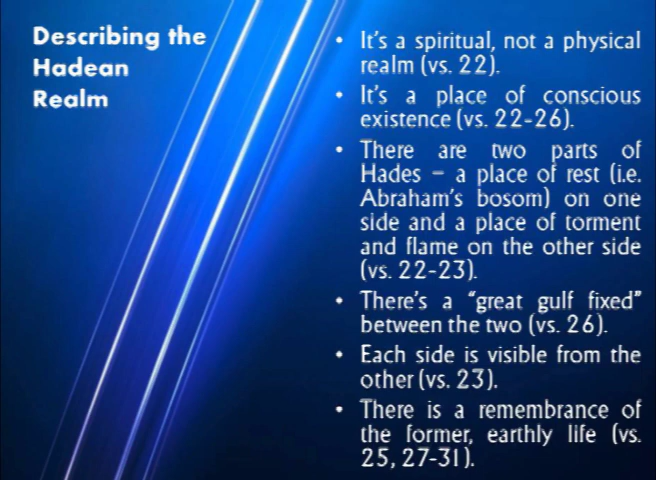 Describing the
Hadean
Realm
• It's a spiritual, not a physical
realm (vs. 22).
• It's a place of conscious
existence (vs. 22-26).
• There are two parts of
Hades – a place of rest (i.e.
Abraham's bosom) on one
side and a place of torment
and flame on the other side
(vs. 22-23).
• There's a “great gulf fixed”
between the two (vs. 26).
• Each side is visible from the
other (vs. 23).
• There is a remembrance of
the former, earthly life (vs.
25, 27-31).